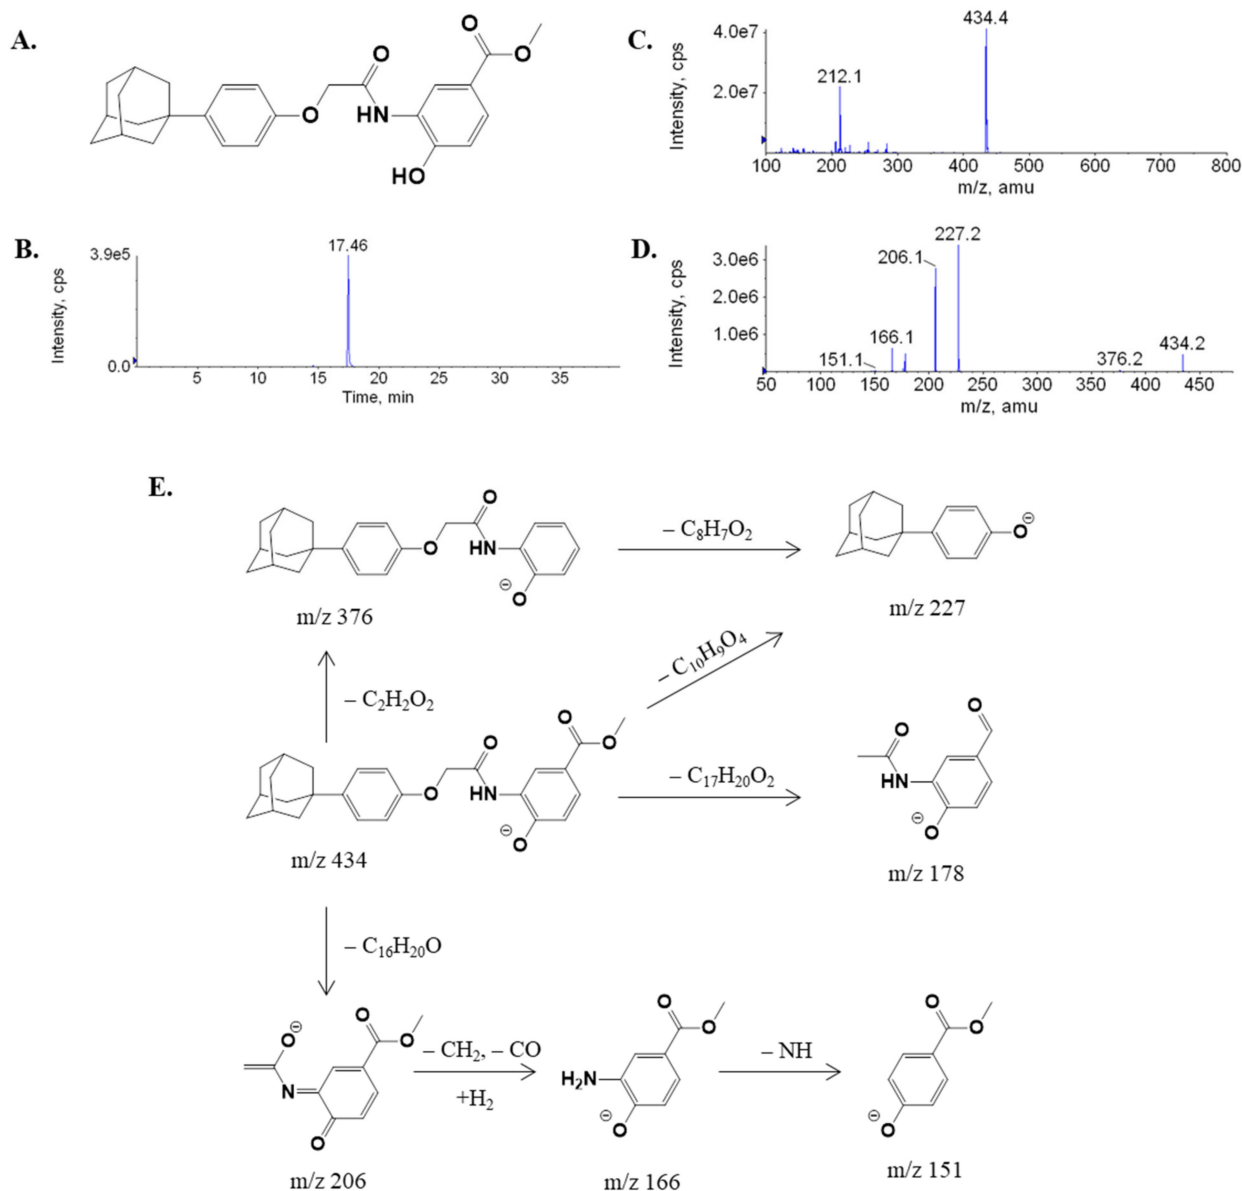 A.
O
O
O
O
HN
HO
C.
Intensity, cps
4.0e7
2.0e7
434.4
212.1
100 200 300 400 500 600 700 800
m/z, amu
B.
Intensity, cps
3.9e5
0.0
17.46
5 10 15 20 25 30 35
Time, min
D.
Intensity, cps
3.0e6
2.0e6
1.0e6
227.2
206.1
166.1
151.1
376.2
434.2
50 100 150 200 250 300 350 400 450
m/z, amu
E.
O
O
HN
⊖
O
m/z 376
– C₈H₇O₂
⊖
O
m/z 227
– C₂H₂O₂
– C₁₀H₉O₄
O
O
O
O
HN
⊖
O
m/z 434
– C₁₇H₂₀O₂
O
O
HN
⊖
O
m/z 178
– C₁₆H₂₀O
⊖
O
O
O
N
O
m/z 206
– CH₂, – CO
+H₂
O
O
H₂N
⊖
O
m/z 166
– NH
O
O
⊖
O
m/z 151